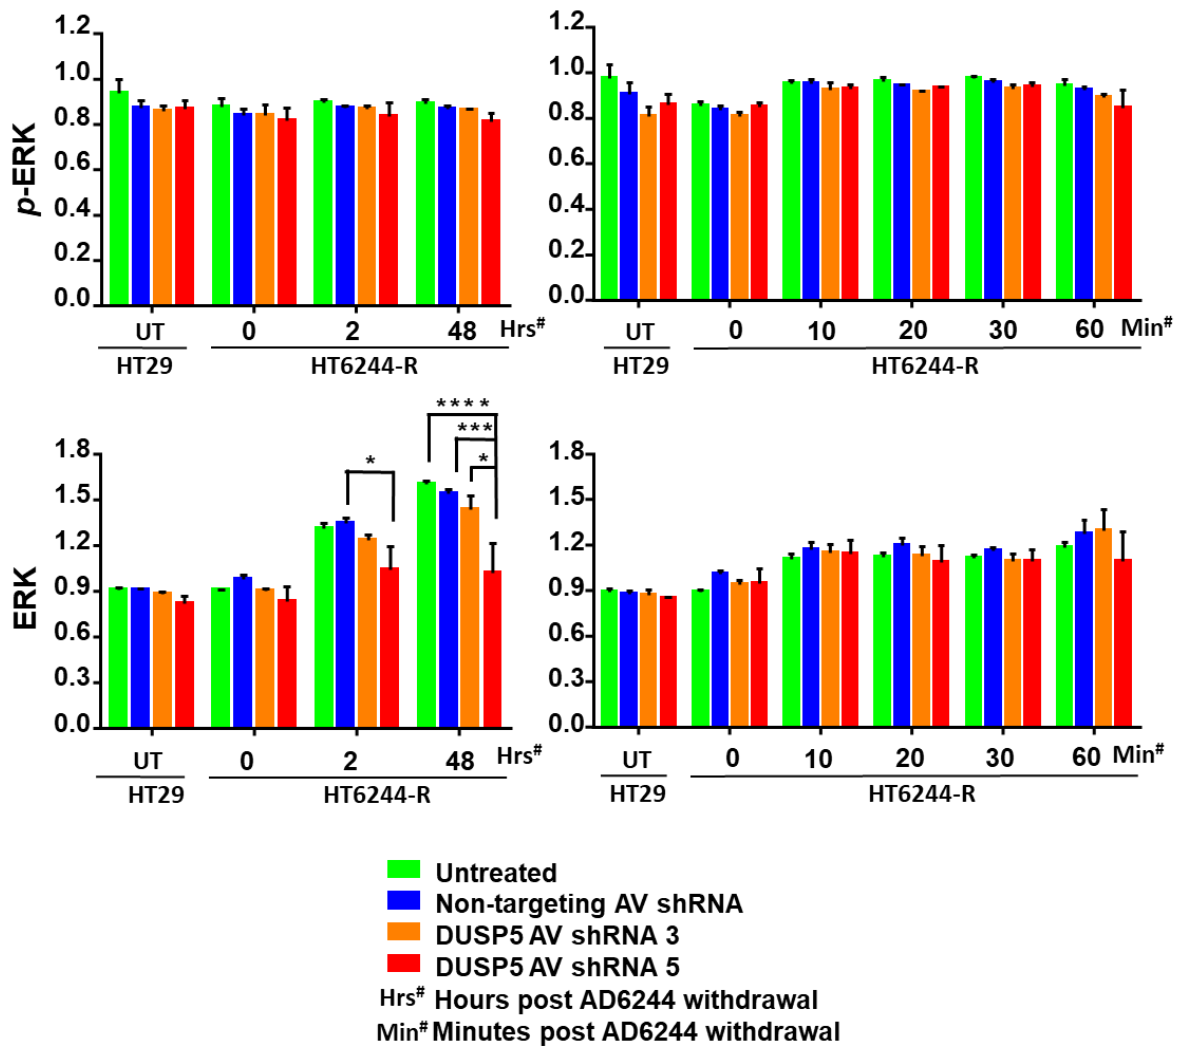 p-ERK
1.2
1.0
0.8
0.6
0.4
0.2
0.0
UT 0 2 48 Hrs#
HT29 HT6244-R
1.2
1.0
0.8
0.6
0.4
0.2
0.0
UT 0 10 20 30 60 Min#
HT29 HT6244-R
ERK
1.8
1.5
1.2
0.9
0.6
0.3
0.0
****
***
*
*
UT 0 2 48 Hrs#
HT29 HT6244-R
1.8
1.5
1.2
0.9
0.6
0.3
0.0
UT 0 10 20 30 60 Min#
HT29 HT6244-R
Untreated
Non-targeting AV shRNA
DUSP5 AV shRNA 3
DUSP5 AV shRNA 5
Hrs# Hours post AD6244 withdrawal
Min# Minutes post AD6244 withdrawal